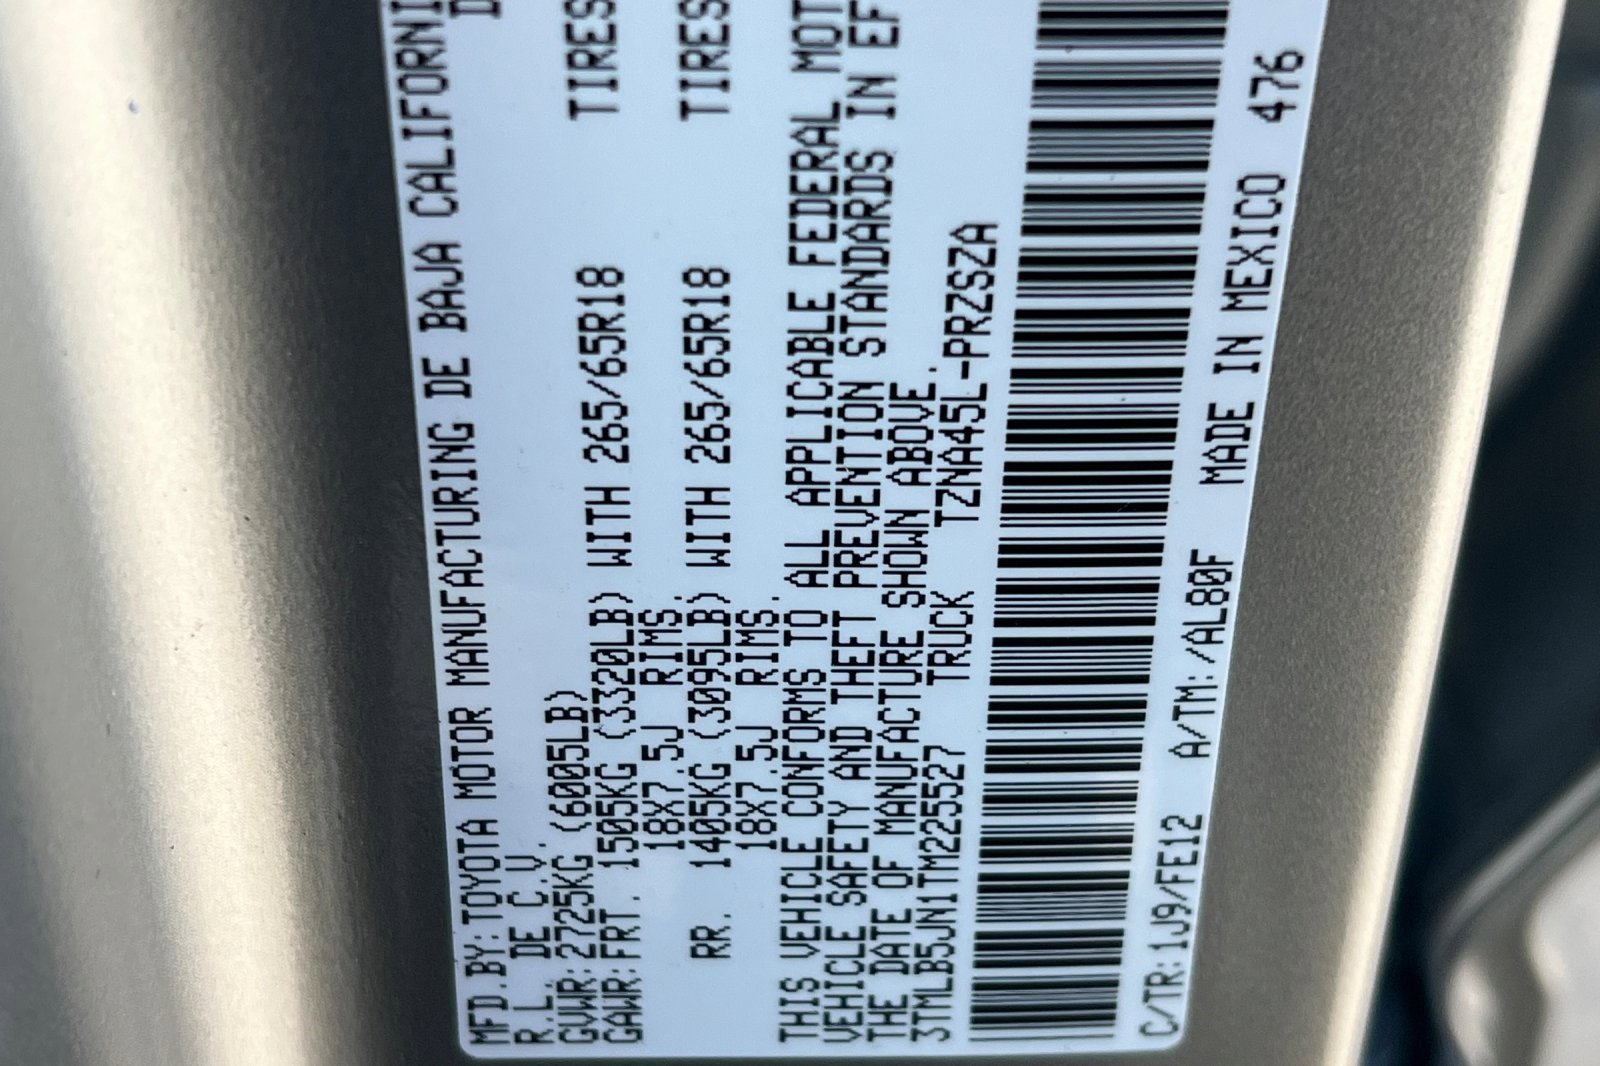 MFD.BY:TOYOTA MOTOR MANUFACTURING DE BAJA CALIFORNI
R.L. DE C.V.
GVWR:2725KG (6005LB)
GAWR:FRT. 1505KG (3320LB) WITH 265/65R18 TIRES
18X7.5J RIMS.
RR. 1405KG (3095LB) WITH 265/65R18 TIRES
18X7.5J RIMS.
THIS VEHICLE CONFORMS TO ALL APPLICABLE FEDERAL MOT
VEHICLE SAFETY AND THEFT PREVENTION STANDARDS IN EF
THE DATE OF MANUFACTURE SHOWN ABOVE.
3TMLB5JN1TM225527 TRUCK TZNA45L-PRZSZA
C/TR:1J9/FE12 A/TM:/AL80F MADE IN MEXICO 476